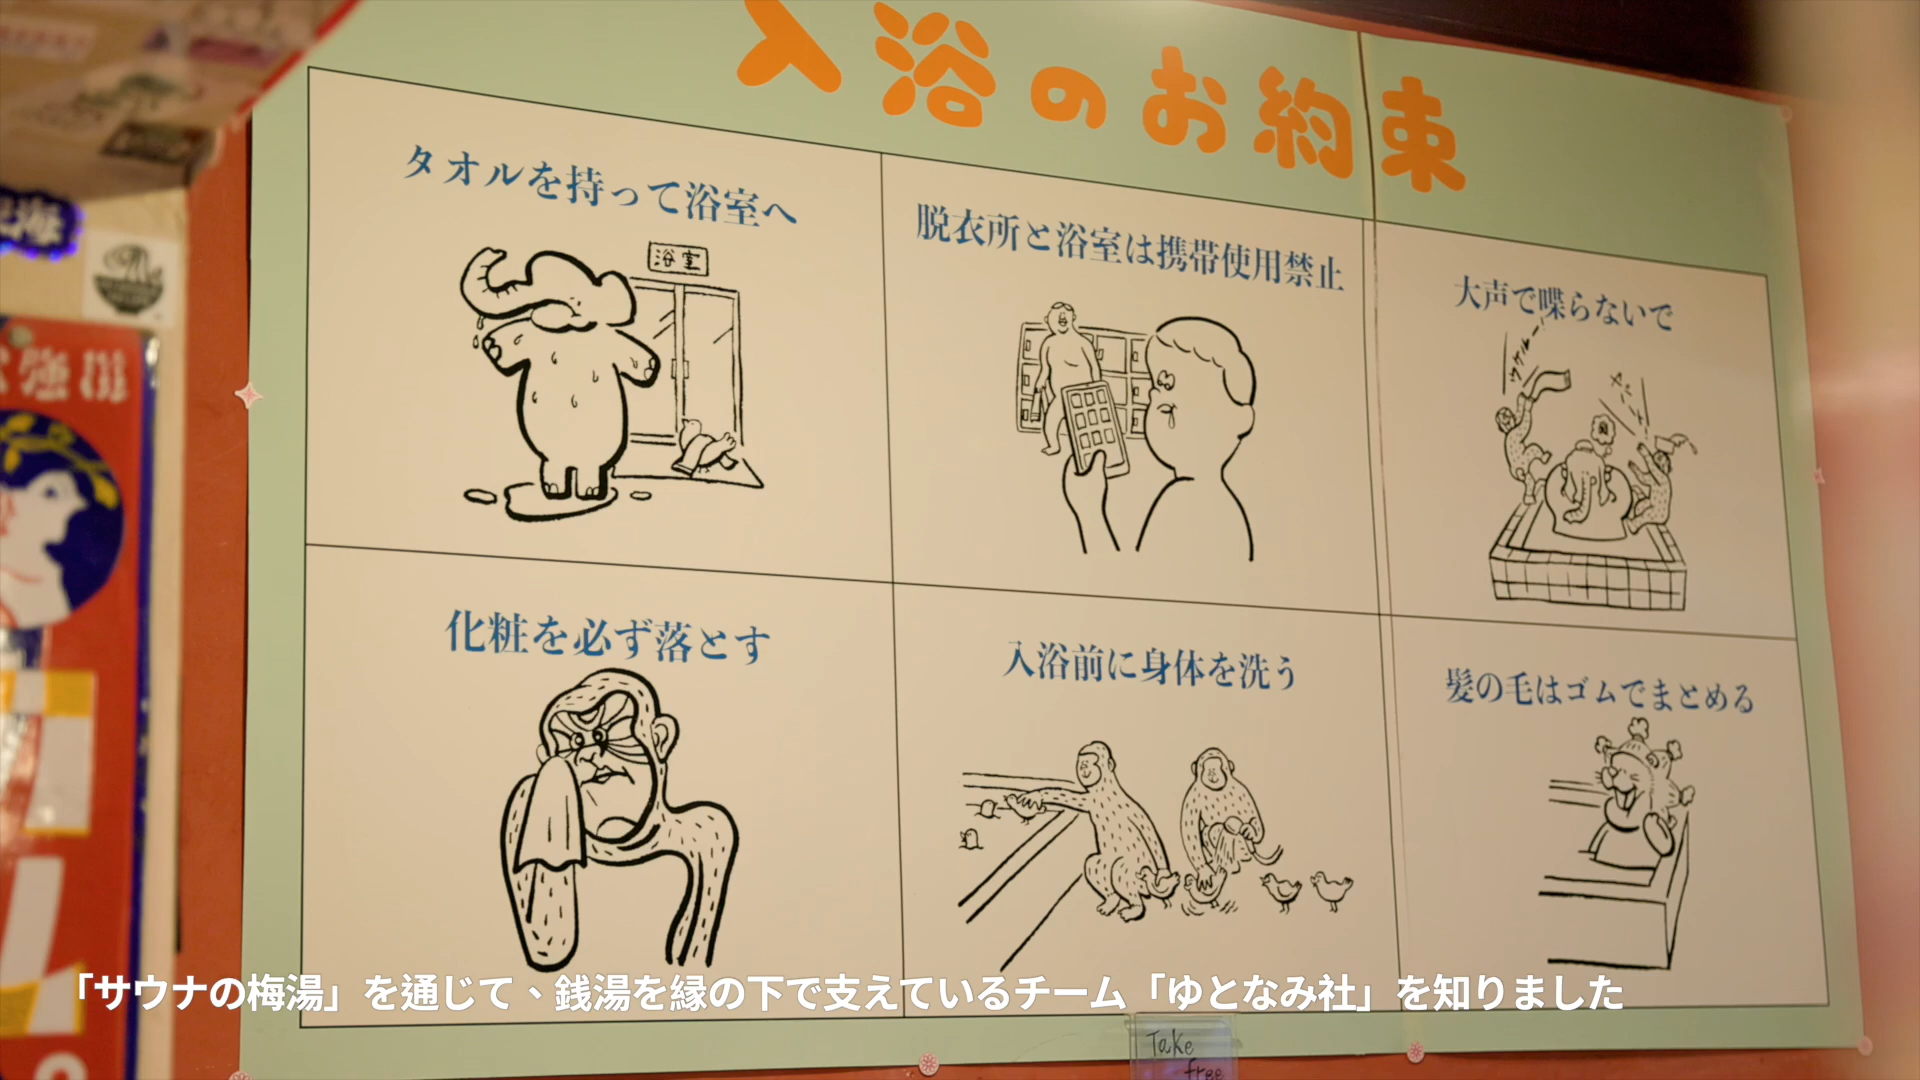 入浴のお約束
タオルを持って浴室へ
浴室
脱衣所と浴室は携帯使用禁止
大声で喋らないで
化粧を必ず落とす
入浴前に身体を洗う
髪の毛はゴムでまとめる
「サウナの梅湯」を通じて、銭湯を縁の下で支えているチーム「ゆとなみ社」を知りました
Take
free